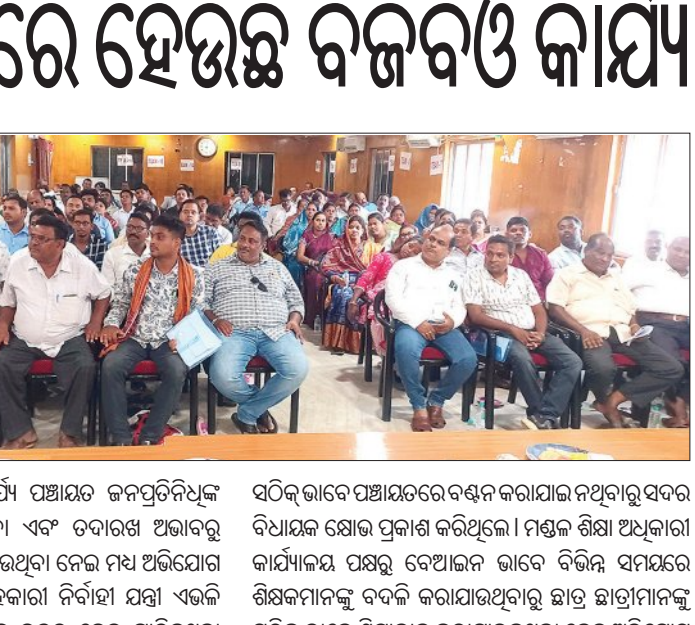 ରେ ହେଉଛି ବଜବଓ କାର୍ଯ୍ୟ
ପଞ୍ଚାୟତ ଜନପ୍ରତିନିଧିଙ୍କ
ଏବଂ ତଦାରଖ ଅଭାବରୁ
ନେଇ ମଧ୍ୟ ଅଭିଯୋଗ
ନିର୍ବାହୀ ଯନ୍ତ୍ରୀ ଏଭଳି
ସଠିକ୍ ଭାବେ ପଞ୍ଚାୟତରେ ବଣ୍ଟନ କରାଯାଇ ନଥିବାରୁ ସଦର
ବିଧାୟକ କ୍ଷୋଭ ପ୍ରକାଶ କରିଥିଲେ । ମଣ୍ଡଳ ଶିକ୍ଷା ଅଧିକାରୀ
କାର୍ଯ୍ୟାଳୟ ପକ୍ଷରୁ ବେଆଇନ ଭାବେ ବିଭିନ୍ନ ସମୟରେ
ଶିକ୍ଷକମାନଙ୍କୁ ବଦଳି କରାଯାଉଥିବାରୁ ଛାତ୍ର ଛାତ୍ରୀମାନଙ୍କୁ